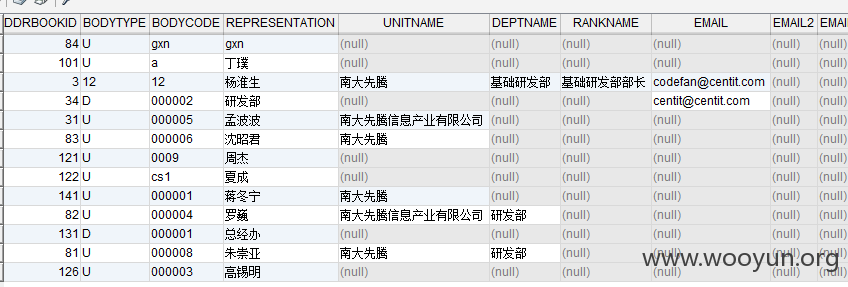 DDRBOOKID BODYTYPE BODYCODE REPRESENTATION UNITNAME DEPTNAME RANKNAME EMAIL EMAIL2 EMAI
84 U gxn gxn (null) (null) (null) (null) (null) (null)
101 U a 丁璞 (null) (null) (null) (null) (null) (null)
3 12 12 杨淮生 南大先腾 基础研发部 基础研发部部长 codefan@centit.com (null) (null)
34 D 000002 研发部 (null) (null) (null) centit@centit.com (null) (null)
31 U 000005 孟波波 南大先腾信息产业有限公司 (null) (null) (null) (null) (null)
83 U 000006 沈昭君 南大先腾 (null) (null) (null) (null) (null)
121 U 0009 周杰 (null) (null) (null) (null) (null) (null)
122 U cs1 夏成 (null) (null) (null) (null) (null) (null)
141 U 000001 蒋冬宁 南大先腾 (null) (null) (null) (null) (null)
82 U 000004 罗巍 南大先腾信息产业有限公司 研发部 (null) (null) (null) (null)
131 D 000001 总经办 (null) (null) (null) (null) (null) (null)
81 U 000008 朱崇亚 南大先腾 研发部 (null) (null) (null) (null)
126 U 000003 高锡明 (null) (null) (null) (null) (null) (null)
www.wooyun.org